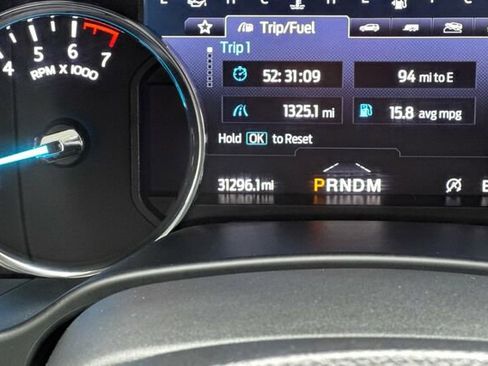 Trip/Fuel
Trip 1
52:31:09
94 mi to E
1325.1 mi
15.8 avg mpg
Hold OK to Reset
31296.1 mi
PRNDM
4 5 6 7
RPM X 1000